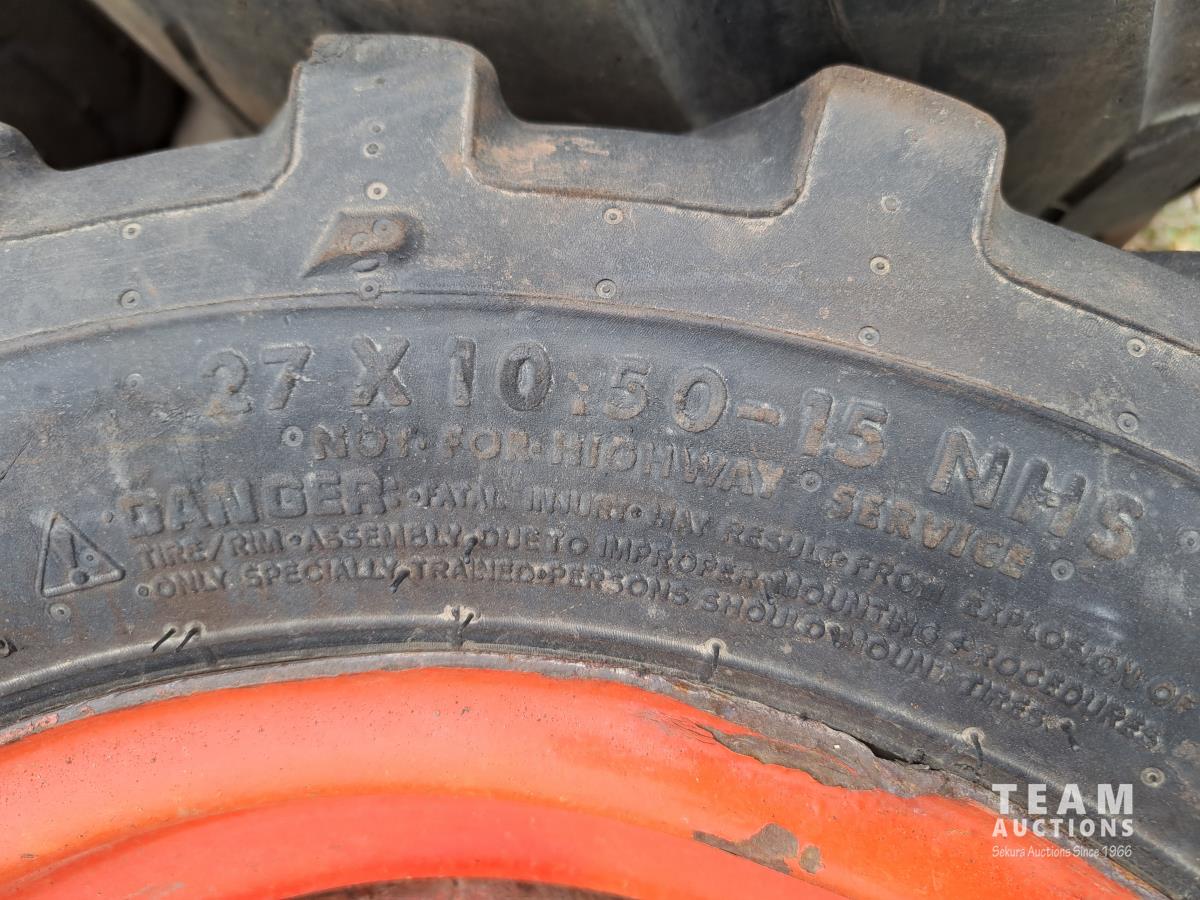 27 X 10.50-15 NHS
NOT FOR HIGHWAY SERVICE
DANGER: FATAL INJURY MAY RESULT FROM EXPLOSION OF
TIRE/RIM ASSEMBLY DUE TO IMPROPER MOUNTING PROCEDURES
ONLY SPECIALLY TRAINED PERSONS SHOULD MOUNT TIRES
TEAM
AUCTIONS
Sekura Auctions Since 1966